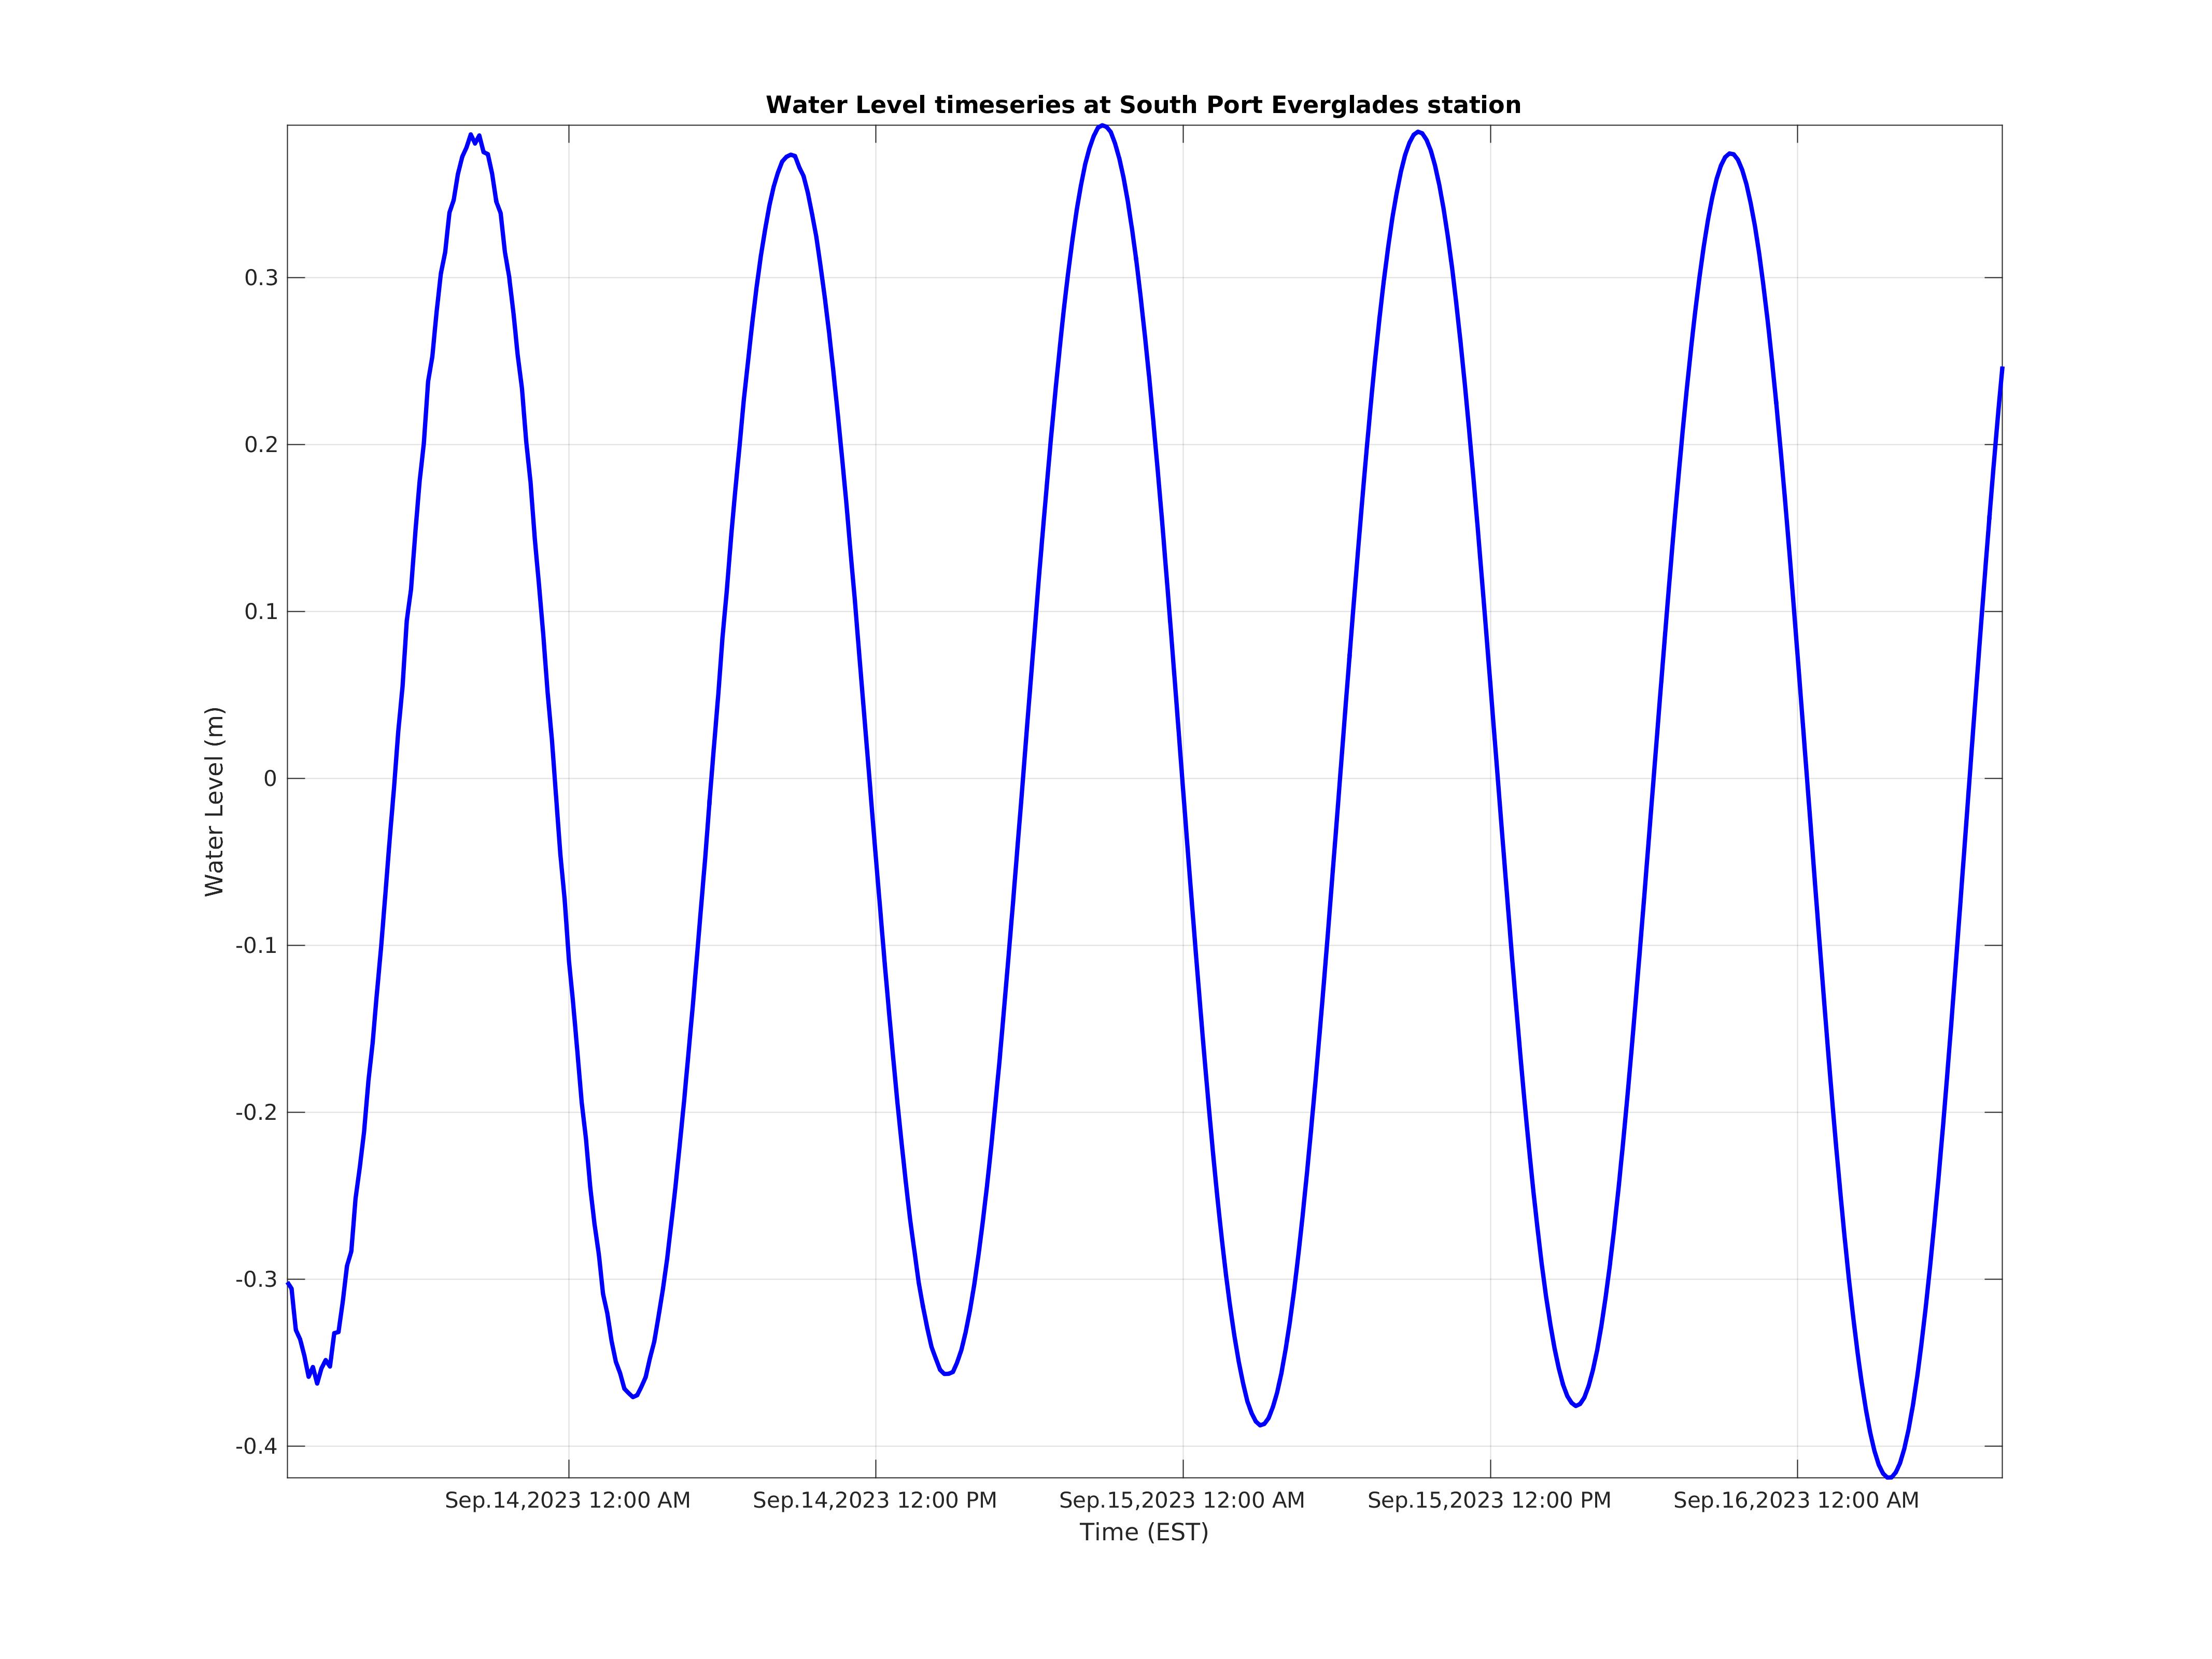 Water Level timeseries at South Port Everglades station
0.3
0.2
0.1
0
-0.1
-0.2
-0.3
-0.4
Water Level (m)
Sep.14,2023 12:00 AM Sep.14,2023 12:00 PM Sep.15,2023 12:00 AM Sep.15,2023 12:00 PM Sep.16,2023 12:00 AM
Time (EST)